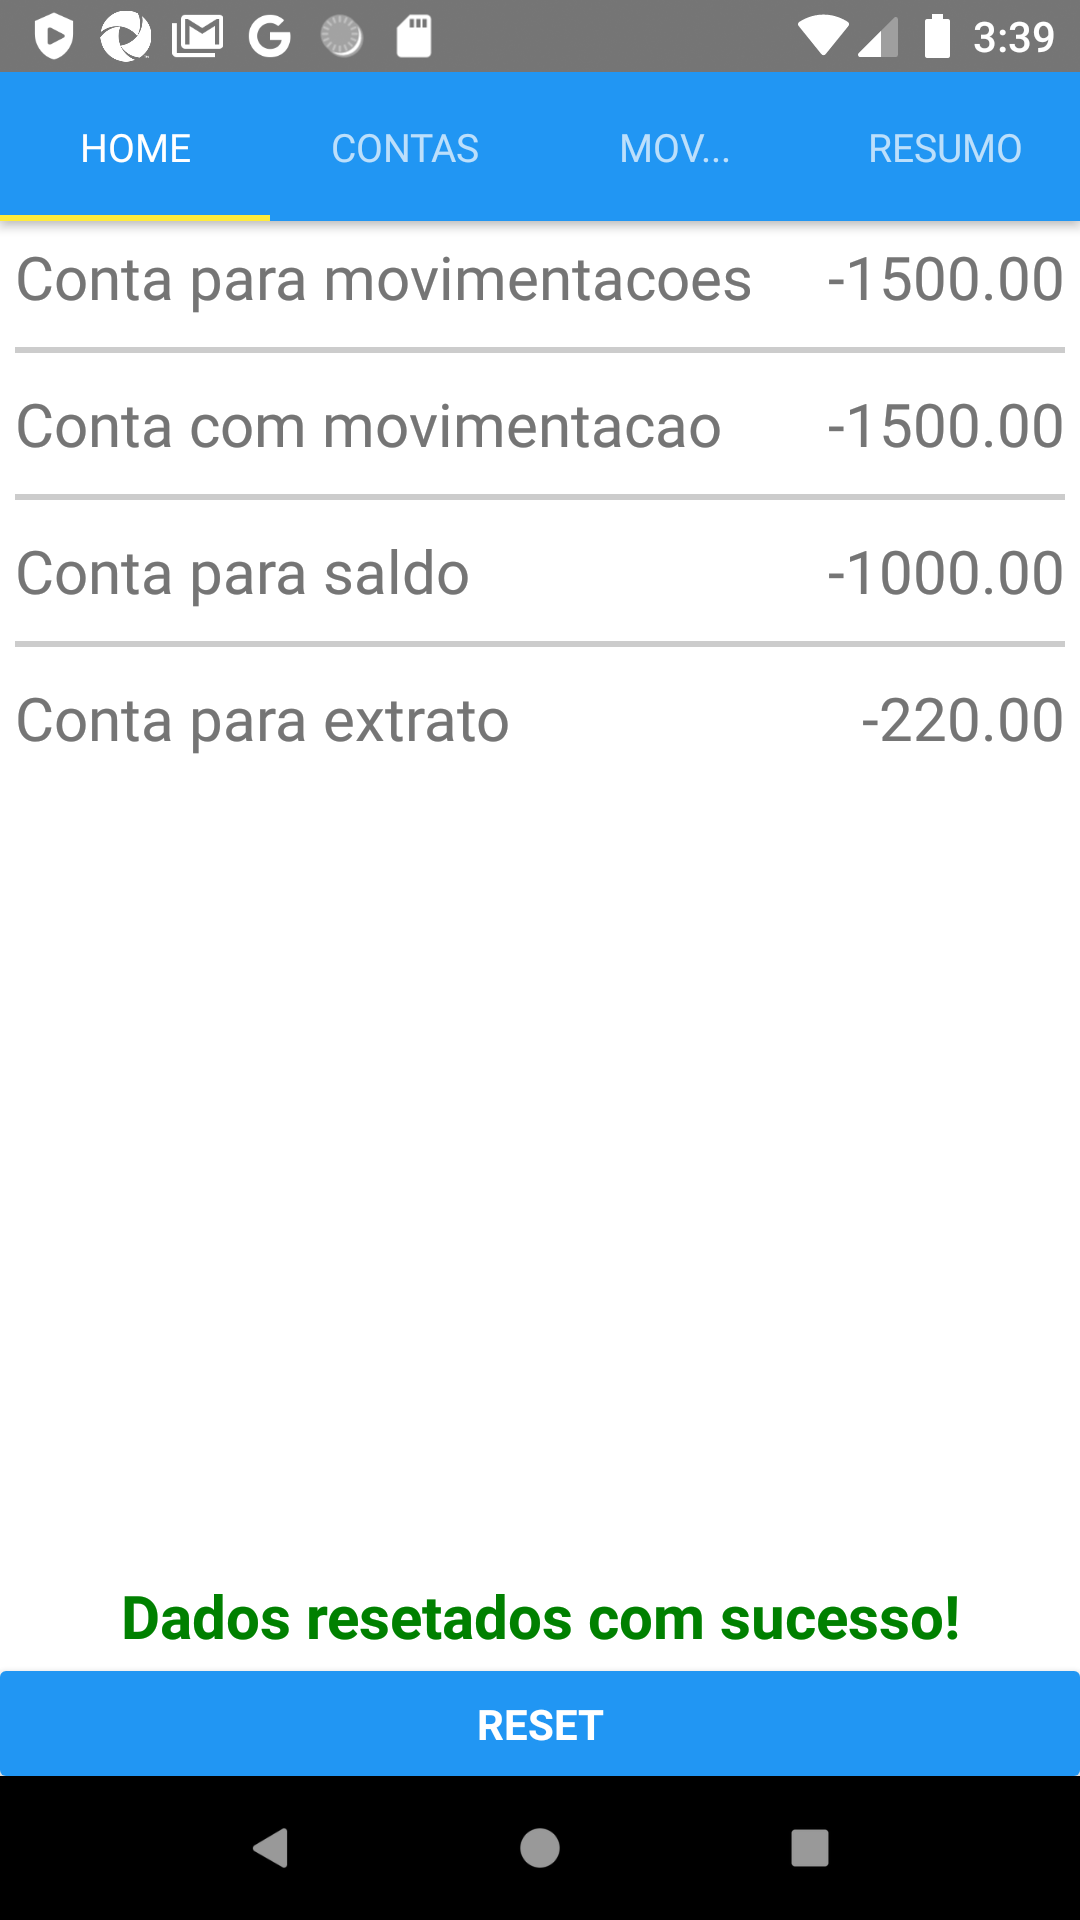 3:39
HOME CONTAS MOV... RESUMO
Conta para movimentacoes -1500.00
Conta com movimentacao -1500.00
Conta para saldo -1000.00
Conta para extrato -220.00
Dados resetados com sucesso!
RESET